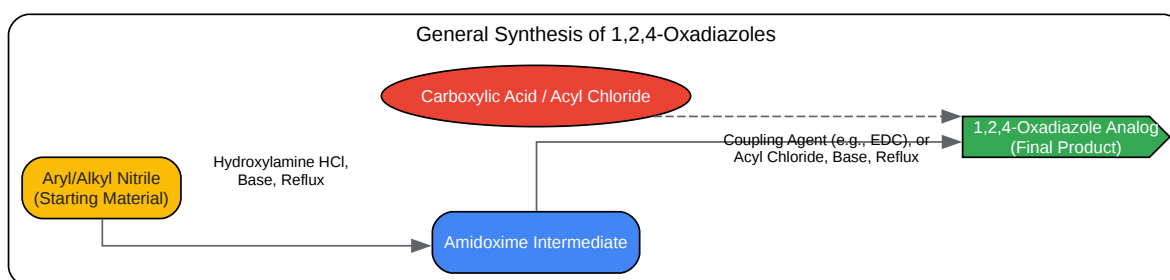 General Synthesis of 1,2,4-Oxadiazoles
Carboxylic Acid / Acyl Chloride
Coupling Agent (e.g., EDC), or
Acyl Chloride, Base, Reflux
1,2,4-Oxadiazole Analog
(Final Product)
Hydroxylamine HCl,
Base, Reflux
Aryl/Alkyl Nitrile
(Starting Material)
Amidoxime Intermediate